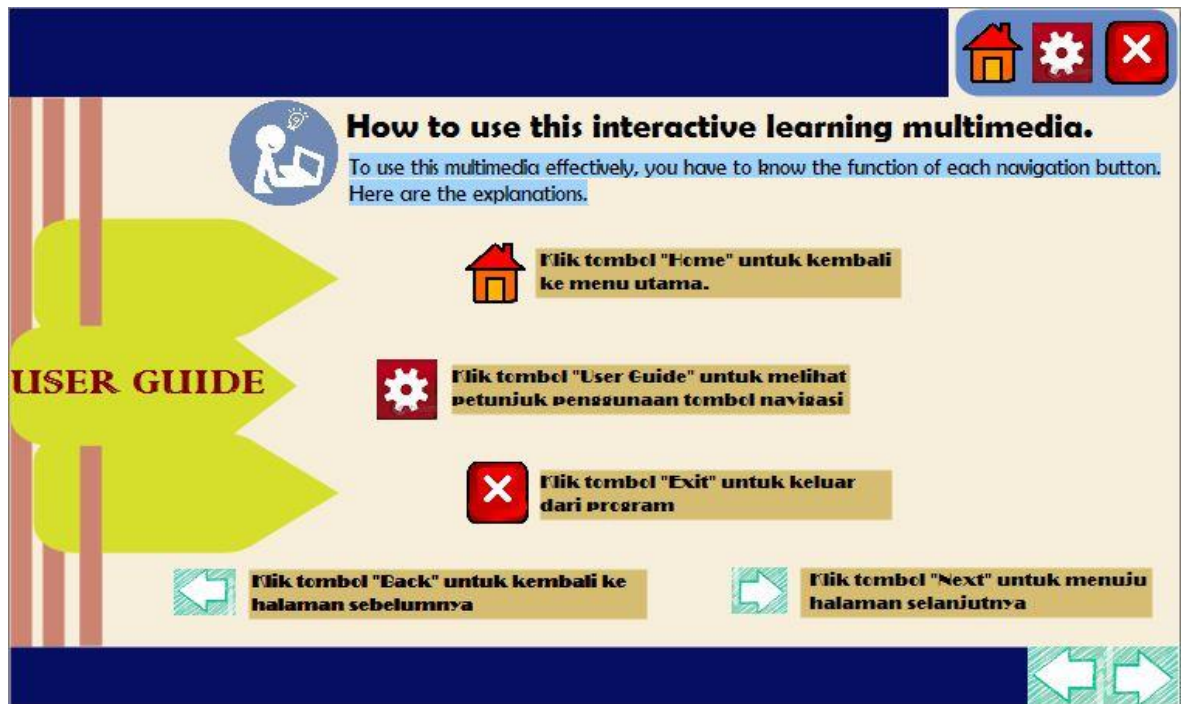 How to use this interactive learning multimedia.
To use this multimedia effectively, you have to know the function of each navigation button.
Here are the explanations.
Klik tombol "Home" untuk kembali
ke menu utama.
USER GUIDE
Klik tombol "User Guide" untuk melihat
petunjuk penggunaan tombol navigasi
Klik tombol "Exit" untuk keluar
dari program
Klik tombol "Back" untuk kembali ke
halaman sebelumnya
Klik tombol "Next" untuk menuju
halaman selanjutnya